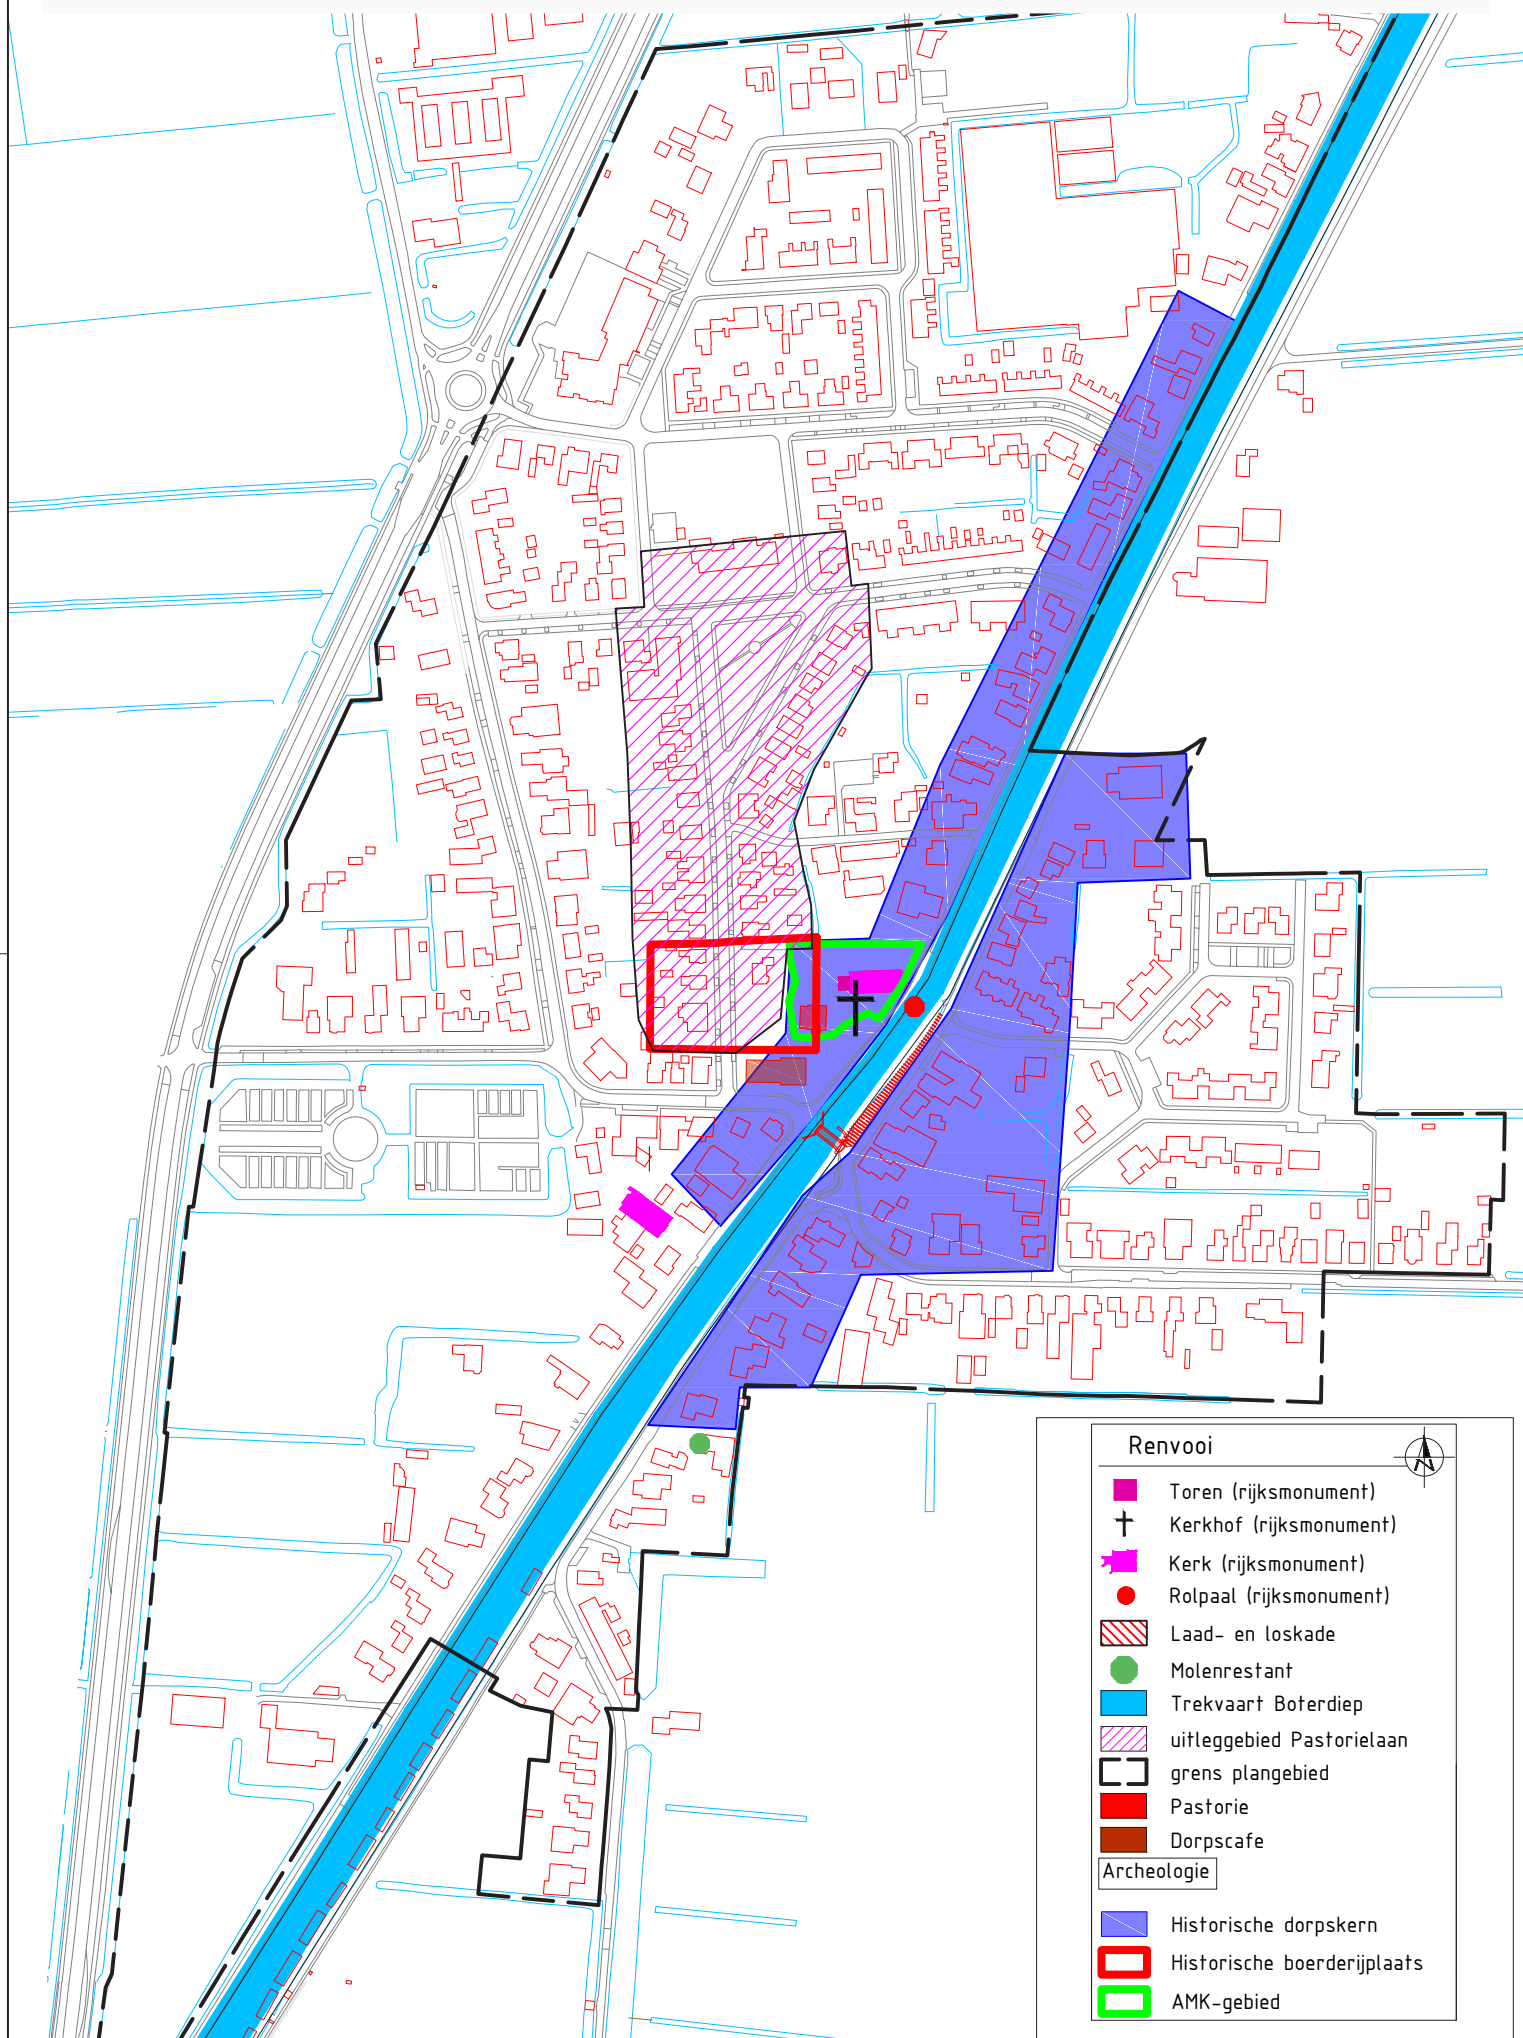 Renvooi
N
Toren (rijksmonument)
Kerkhof (rijksmonument)
Kerk (rijksmonument)
Rolpaal (rijksmonument)
Laad- en loskade
Molenrestant
Trekvaart Boterdiep
uitleggebied Pastorielaan
grens plangebied
Pastorie
Dorpscafe
Archeologie
Historische dorpskern
Historische boerderijplaats
AMK-gebied